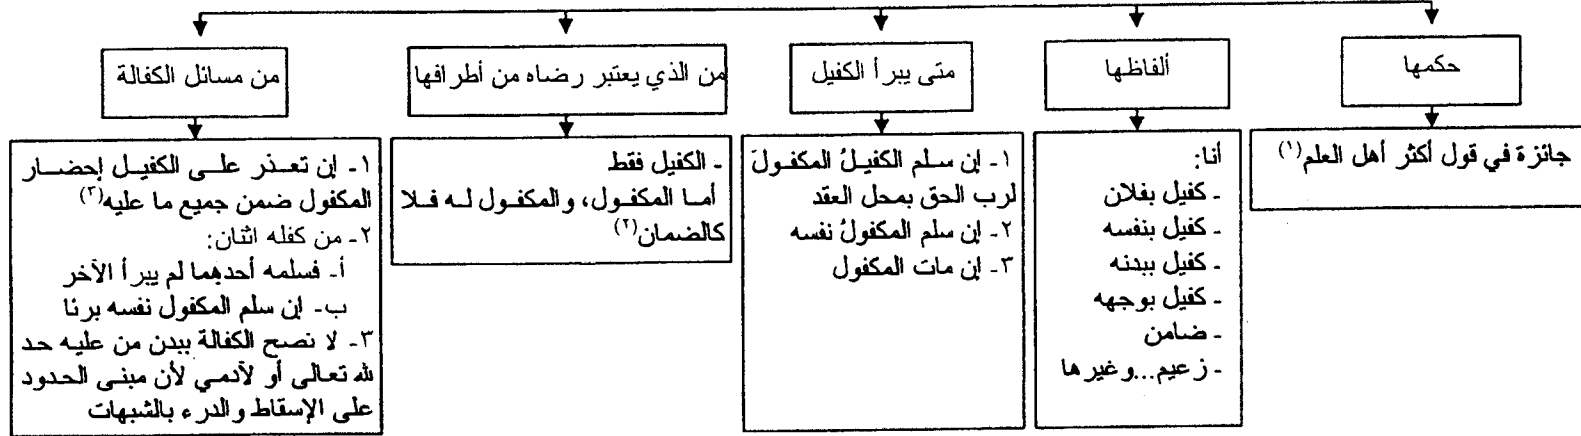 حكمها
جائزة في قول أكثر أهل العلم(١)
ألفاظها
أنا:
- كفيل بفلان
- كفيل بنفسه
- كفيل ببدنه
- كفيل بوجهه
- ضامن
- زعيم...وغيرها
متى يبرأ الكفيل
١- إن سلم الكفيلُ المكفولَ
لرب الحق بمحل العقد
٢- إن سلم المكفولُ نفسه
٣- إن مات المكفول
من الذي يعتبر رضاه من أطرافها
- الكفيل فقط
أما المكفول، والمكفول له فلا
كالضمان(٢)
من مسائل الكفالة
١- إن تعذر على الكفيل إحضار
المكفول ضمن جميع ما عليه(٣)
٢- من كفله اثنان:
أ- فسلمه أحدهما لم يبرأ الآخر
ب- إن سلم المكفول نفسه برئا
٣- لا تصح الكفالة ببدن من عليه حد
لله تعالى أو لآدمي لأن مبنى الحدود
على الإسقاط والدرء بالشبهات